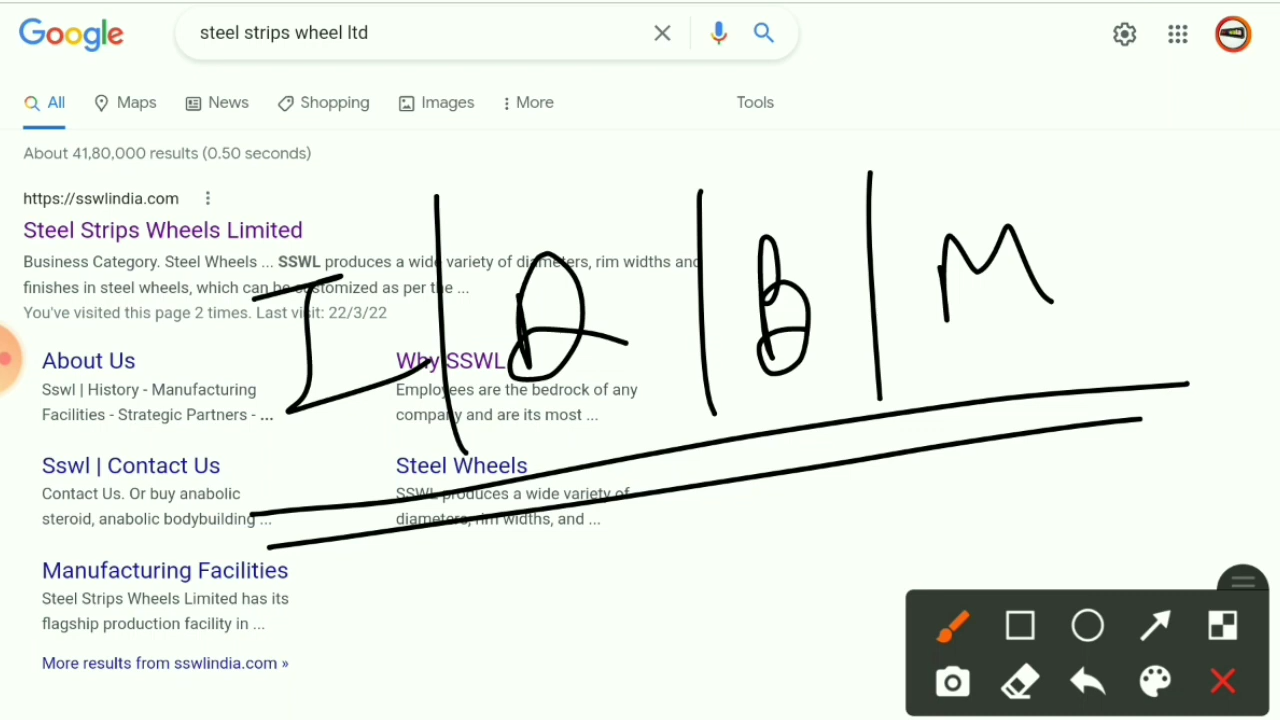 Google
steel strips wheel ltd
All Maps News Shopping Images More Tools
About 41,80,000 results (0.50 seconds)
https://sswlindia.com
Steel Strips Wheels Limited
Business Category. Steel Wheels ... SSWL produces a wide variety of diameters, rim widths and
finishes in steel wheels, which can be customized as per the ...
You've visited this page 2 times. Last visit: 22/3/22
I | D | B | M
About Us
Sswl | History - Manufacturing
Facilities - Strategic Partners - ...
Why SSWL
Employees are the bedrock of any
company and are its most ...
Sswl | Contact Us
Contact Us. Or buy anabolic
steroid, anabolic bodybuilding ...
Steel Wheels
SSWL produces a wide variety of
diameters, rim widths, and ...
Manufacturing Facilities
Steel Strips Wheels Limited has its
flagship production facility in ...
More results from sswlindia.com »